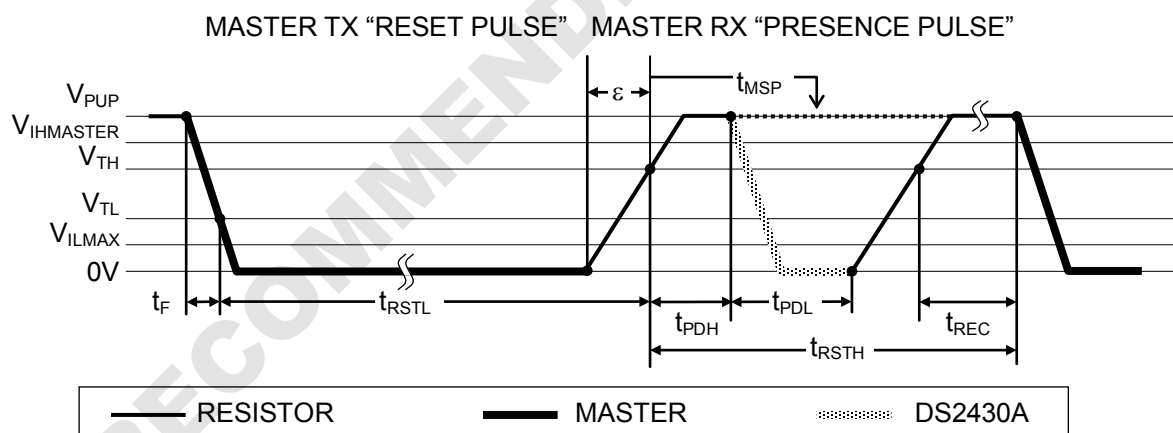 MASTER TX “RESET PULSE” MASTER RX “PRESENCE PULSE”
ε
tMSP
VPUP
VIHMASTER
VTH
VTL
VILMAX
0V
tF
tRSTL
tPDH
tPDL
tREC
tRSTH
RESISTOR MASTER DS2430A
RECOMMEND